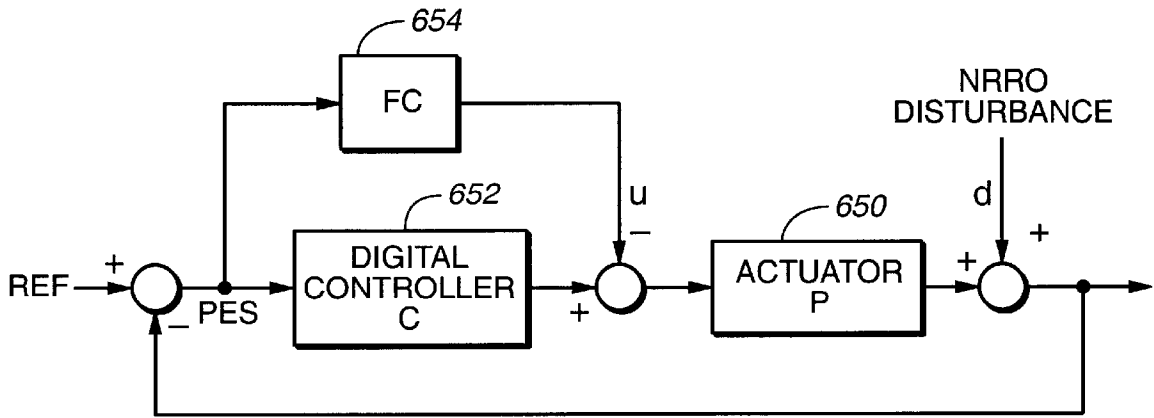 654
FC
NRRO
DISTURBANCE
u
d
652
650
−
+
+
DIGITAL
CONTROLLER
C
ACTUATOR
P
+
REF
−
PES
+